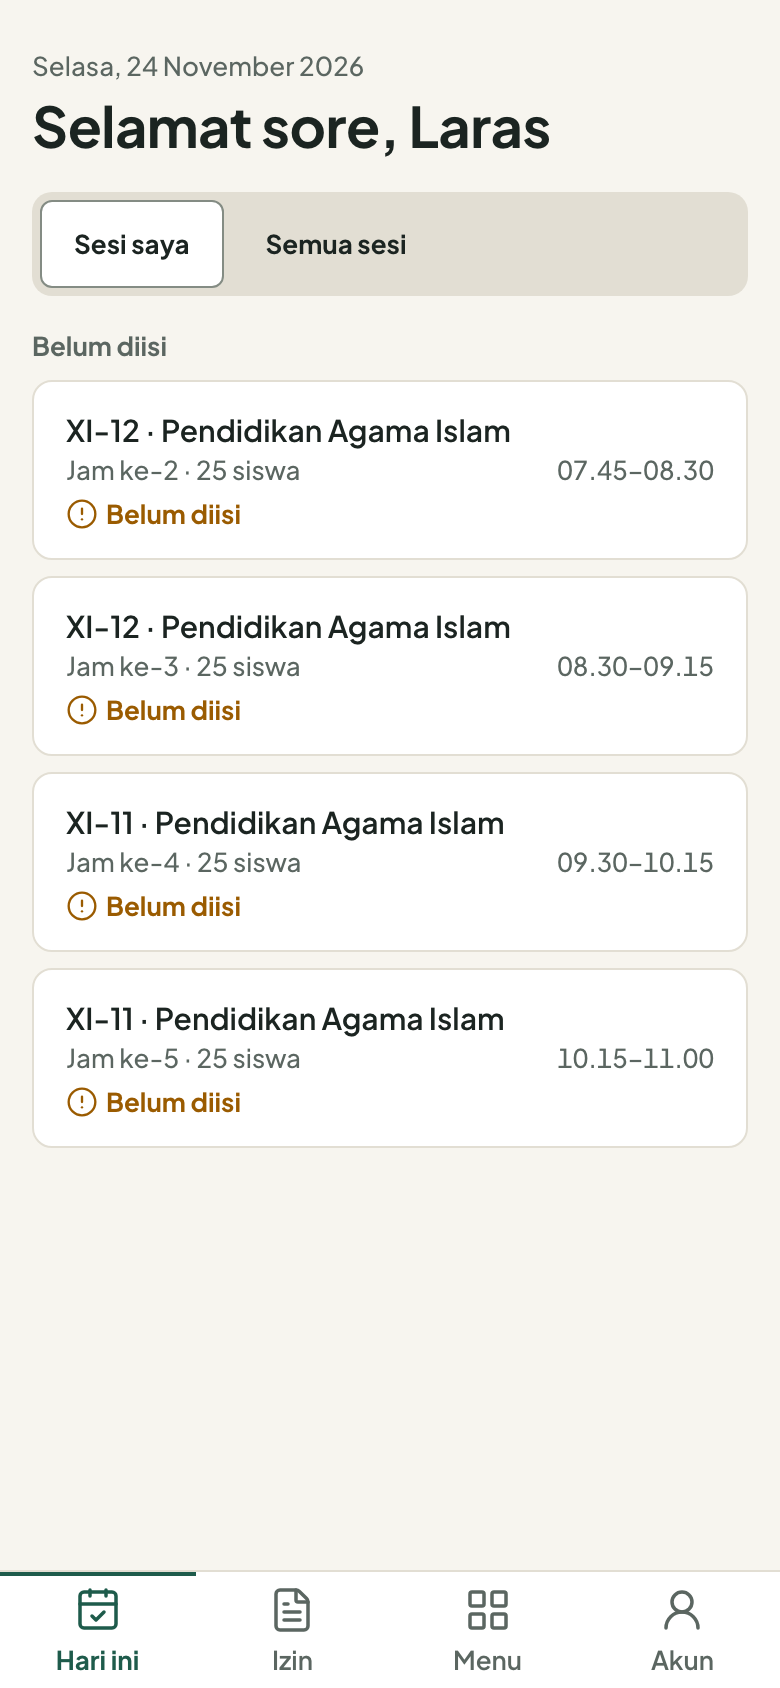 Selasa, 24 November 2026
Selamat sore, Laras
Sesi saya
Semua sesi
Belum diisi
XI-12 · Pendidikan Agama Islam
Jam ke-2 · 25 siswa 07.45–08.30
Belum diisi
XI-12 · Pendidikan Agama Islam
Jam ke-3 · 25 siswa 08.30–09.15
Belum diisi
XI-11 · Pendidikan Agama Islam
Jam ke-4 · 25 siswa 09.30–10.15
Belum diisi
XI-11 · Pendidikan Agama Islam
Jam ke-5 · 25 siswa 10.15–11.00
Belum diisi
Hari ini
Izin
Menu
Akun